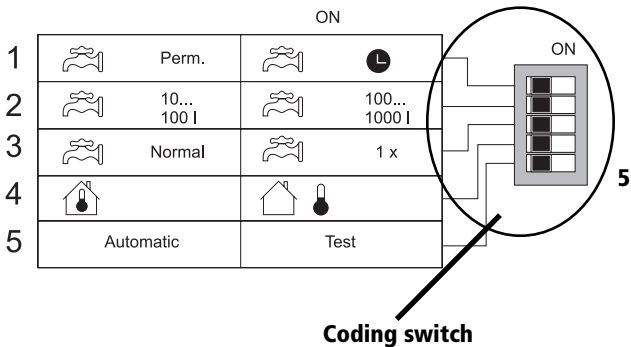 ON
1 Perm.
2 10... 100...
100 l 1000 l
3 Normal 1 x
4
5 Automatic Test
ON
5
Coding switch